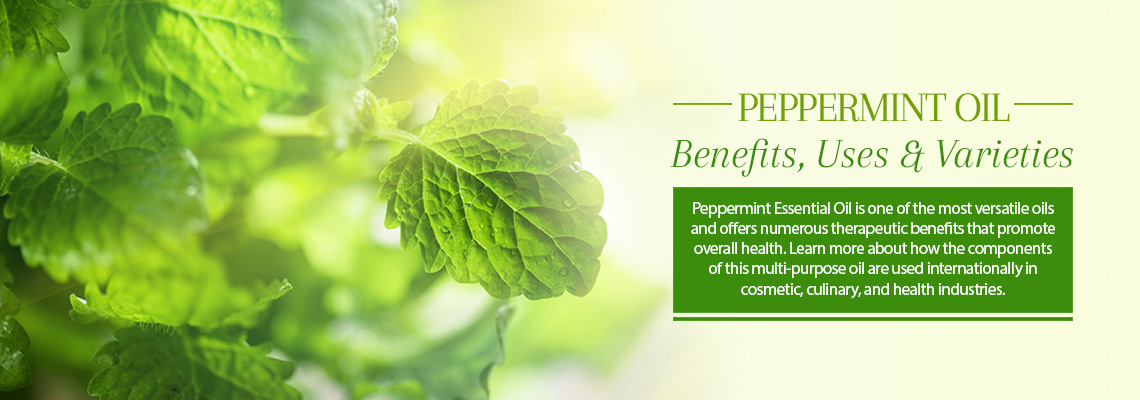 PEPPERMINT OIL
Benefits, Uses & Varieties
Peppermint Essential Oil is one of the most versatile oils
and offers numerous therapeutic benefits that promote
overall health. Learn more about how the components
of this multi-purpose oil are used internationally in
cosmetic, culinary, and health industries.